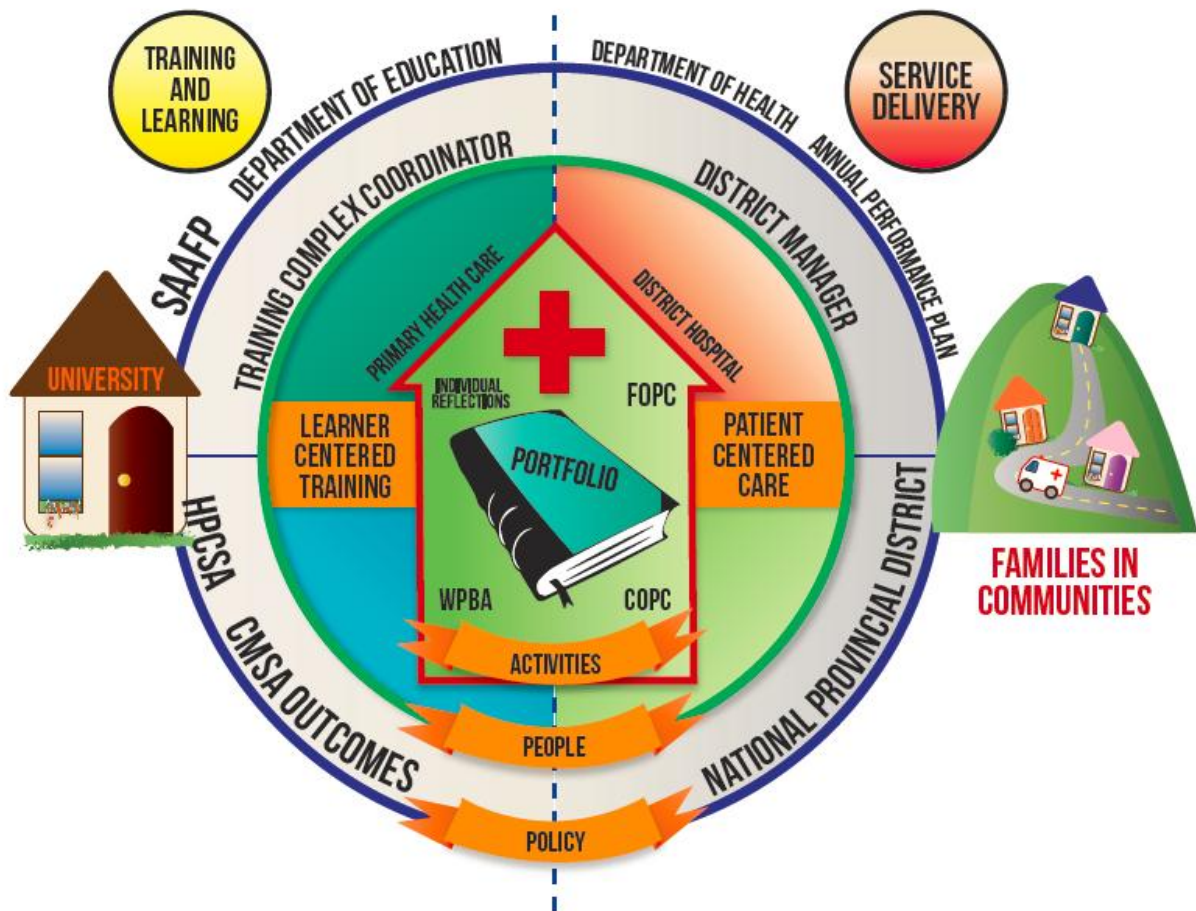 TRAINING
AND
LEARNING
DEPARTMENT OF EDUCATION
DEPARTMENT OF HEALTH
SERVICE
DELIVERY
SAAFP
TRAINING COMPLEX COORDINATOR
DISTRICT MANAGER
ANNUAL PERFORMANCE PLAN
PRIMARY HEALTH CARE
DISTRICT HOSPITAL
UNIVERSITY
INDIVIDUAL
REFLECTIONS
FOPC
LEARNER
CENTERED
TRAINING
PORTFOLIO
PATIENT
CENTERED
CARE
HPCSA
CMSA OUTCOMES
WPBA
COPC
NATIONAL PROVINCIAL DISTRICT
FAMILIES IN
COMMUNITIES
ACTIVITIES
PEOPLE
POLICY